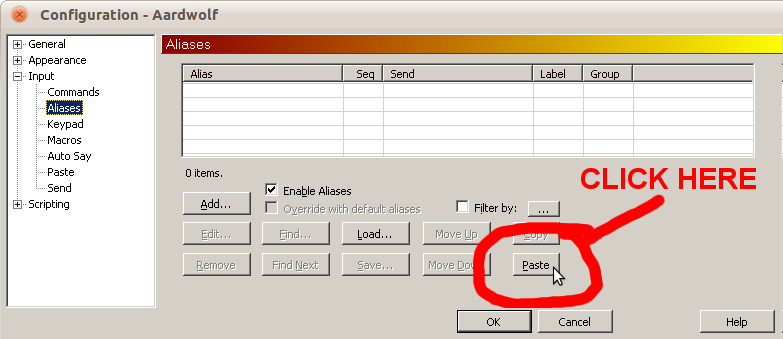 Configuration - Aardwolf
General
Appearance
Input
Commands
Aliases
Keypad
Macros
Auto Say
Paste
Send
Scripting
Aliases
Alias Seq Send Label Group
0 items.
CLICK HERE
Add...
Enable Aliases
Override with default aliases
Filter by: ...
Edit... Find... Load... Move Up Copy
Remove Find Next Save... Move Down Paste
OK Cancel Help